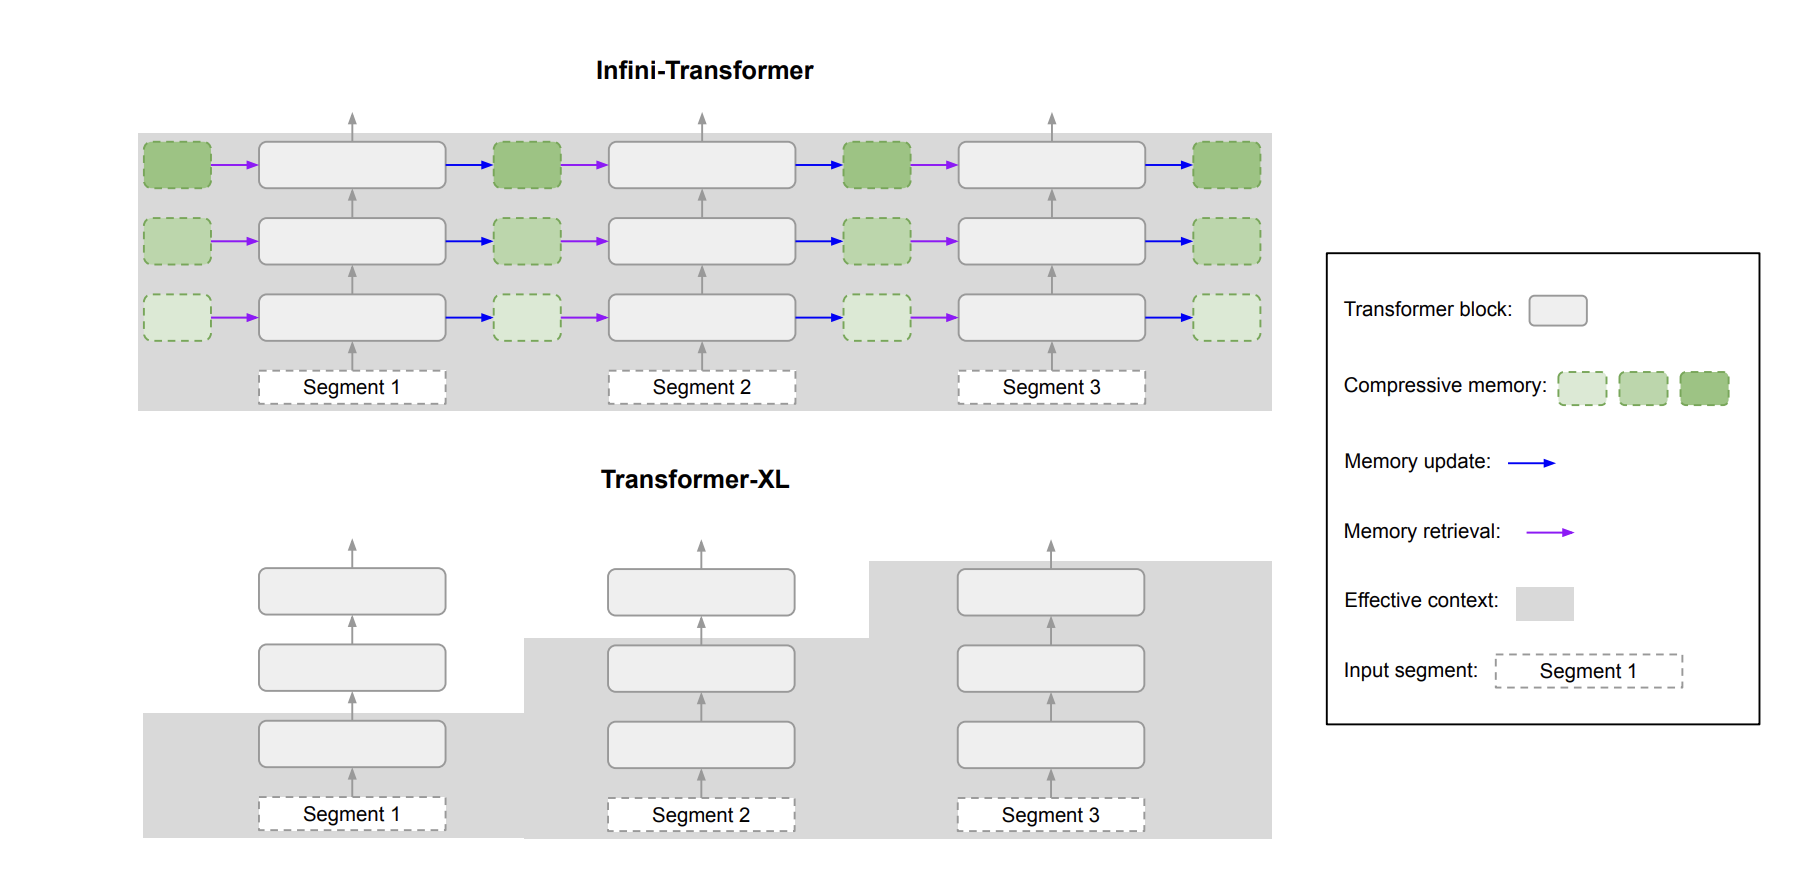 Infini-Transformer
Segment 1
Segment 2
Segment 3
Transformer-XL
Segment 1
Segment 2
Segment 3
Transformer block:
Compressive memory:
Memory update:
Memory retrieval:
Effective context:
Input segment:
Segment 1